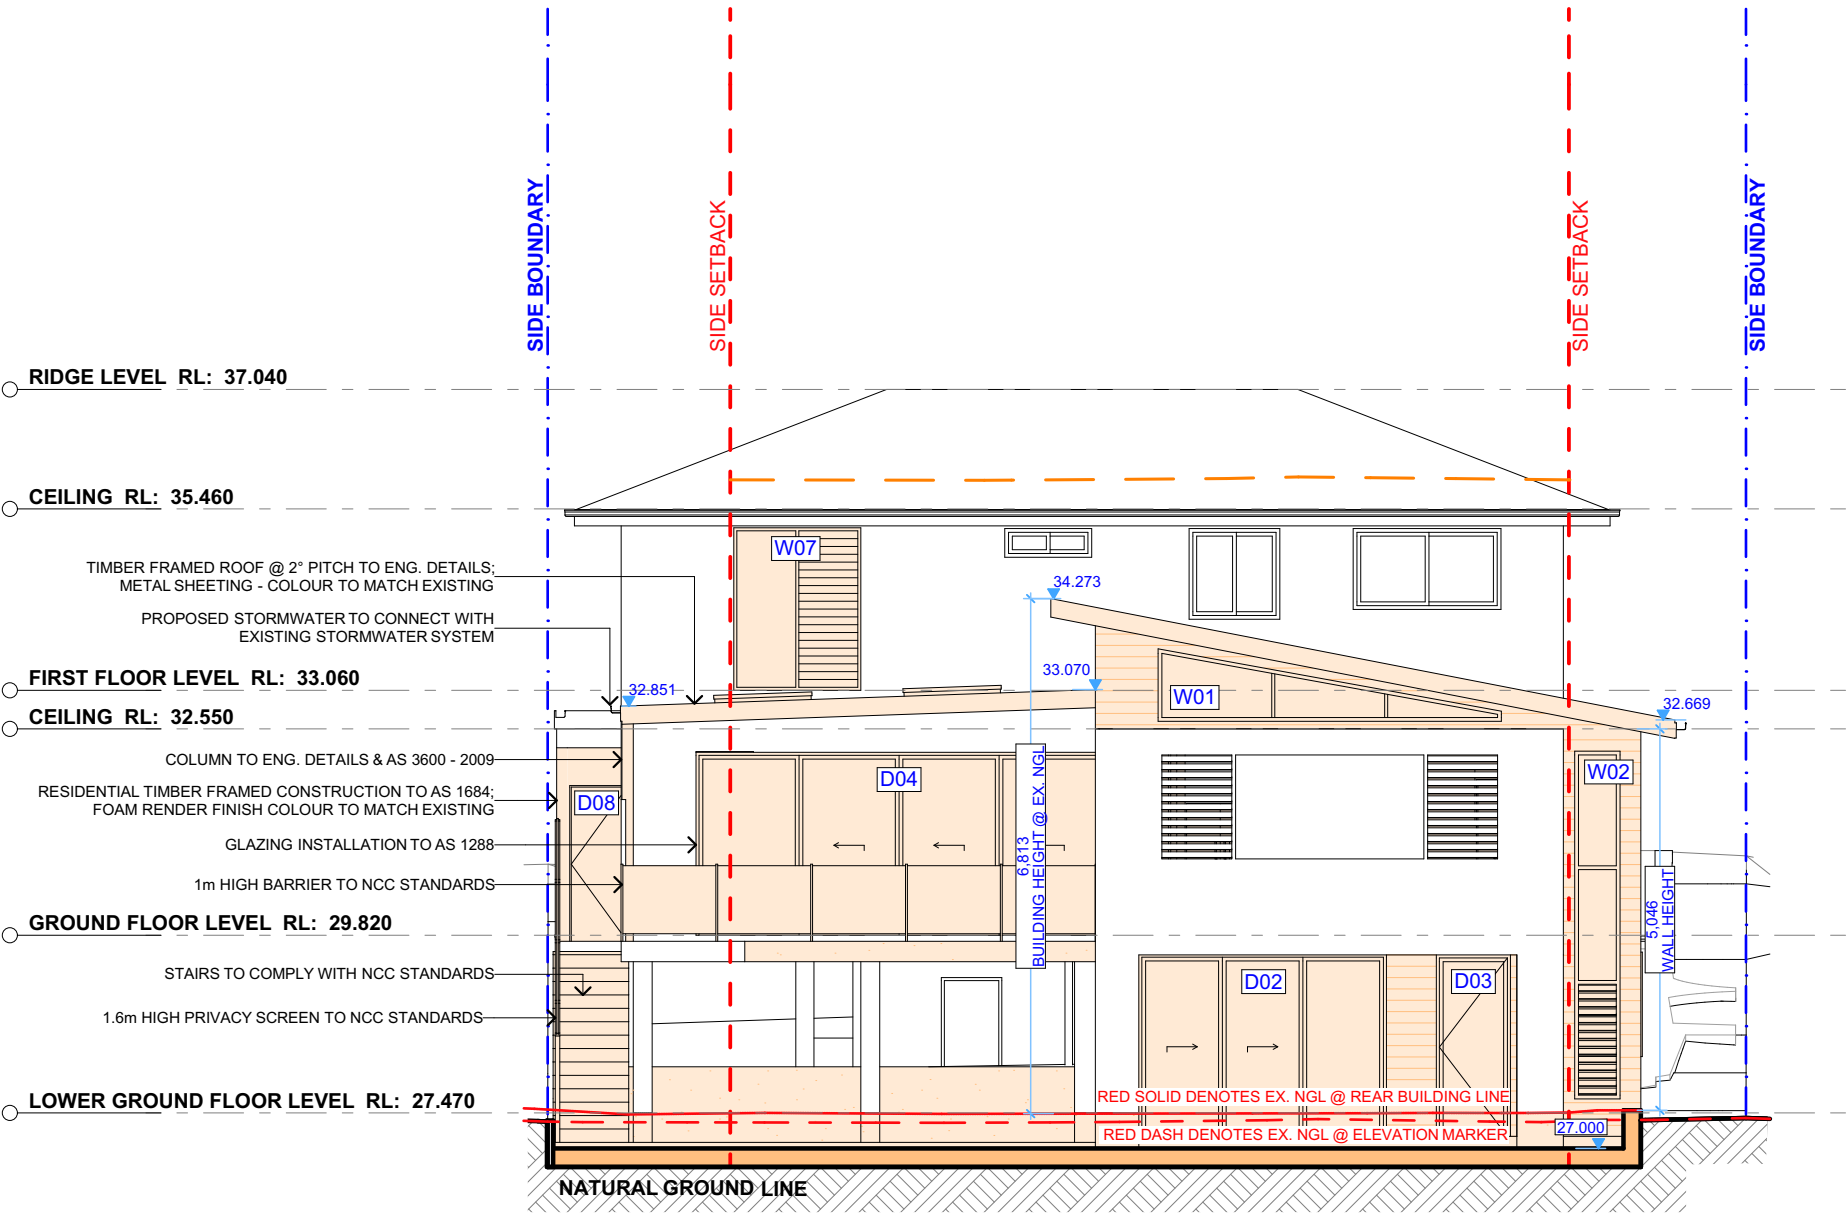 SIDE BOUNDARY
SIDE SETBACK
SIDE SETBACK
SIDE BOUNDARY
RIDGE LEVEL RL: 37.040
CEILING RL: 35.460
W07
TIMBER FRAMED ROOF @ 2° PITCH TO ENG. DETAILS;
METAL SHEETING - COLOUR TO MATCH EXISTING
34.273
PROPOSED STORMWATER TO CONNECT WITH
EXISTING STORMWATER SYSTEM
33.070
FIRST FLOOR LEVEL RL: 33.060
32.851
W01
32.669
CEILING RL: 32.550
COLUMN TO ENG. DETAILS & AS 3600 - 2009
D04
W02
RESIDENTIAL TIMBER FRAMED CONSTRUCTION TO AS 1684;
FOAM RENDER FINISH COLOUR TO MATCH EXISTING
D08
GLAZING INSTALLATION TO AS 1288
6,813
BUILDING HEIGHT @ EX. NGL
1m HIGH BARRIER TO NCC STANDARDS
5,046
WALL HEIGHT
GROUND FLOOR LEVEL RL: 29.820
STAIRS TO COMPLY WITH NCC STANDARDS
D02
D03
1.6m HIGH PRIVACY SCREEN TO NCC STANDARDS
LOWER GROUND FLOOR LEVEL RL: 27.470
RED SOLID DENOTES EX. NGL @ REAR BUILDING LINE
RED DASH DENOTES EX. NGL @ ELEVATION MARKER
27.000
NATURAL GROUND LINE